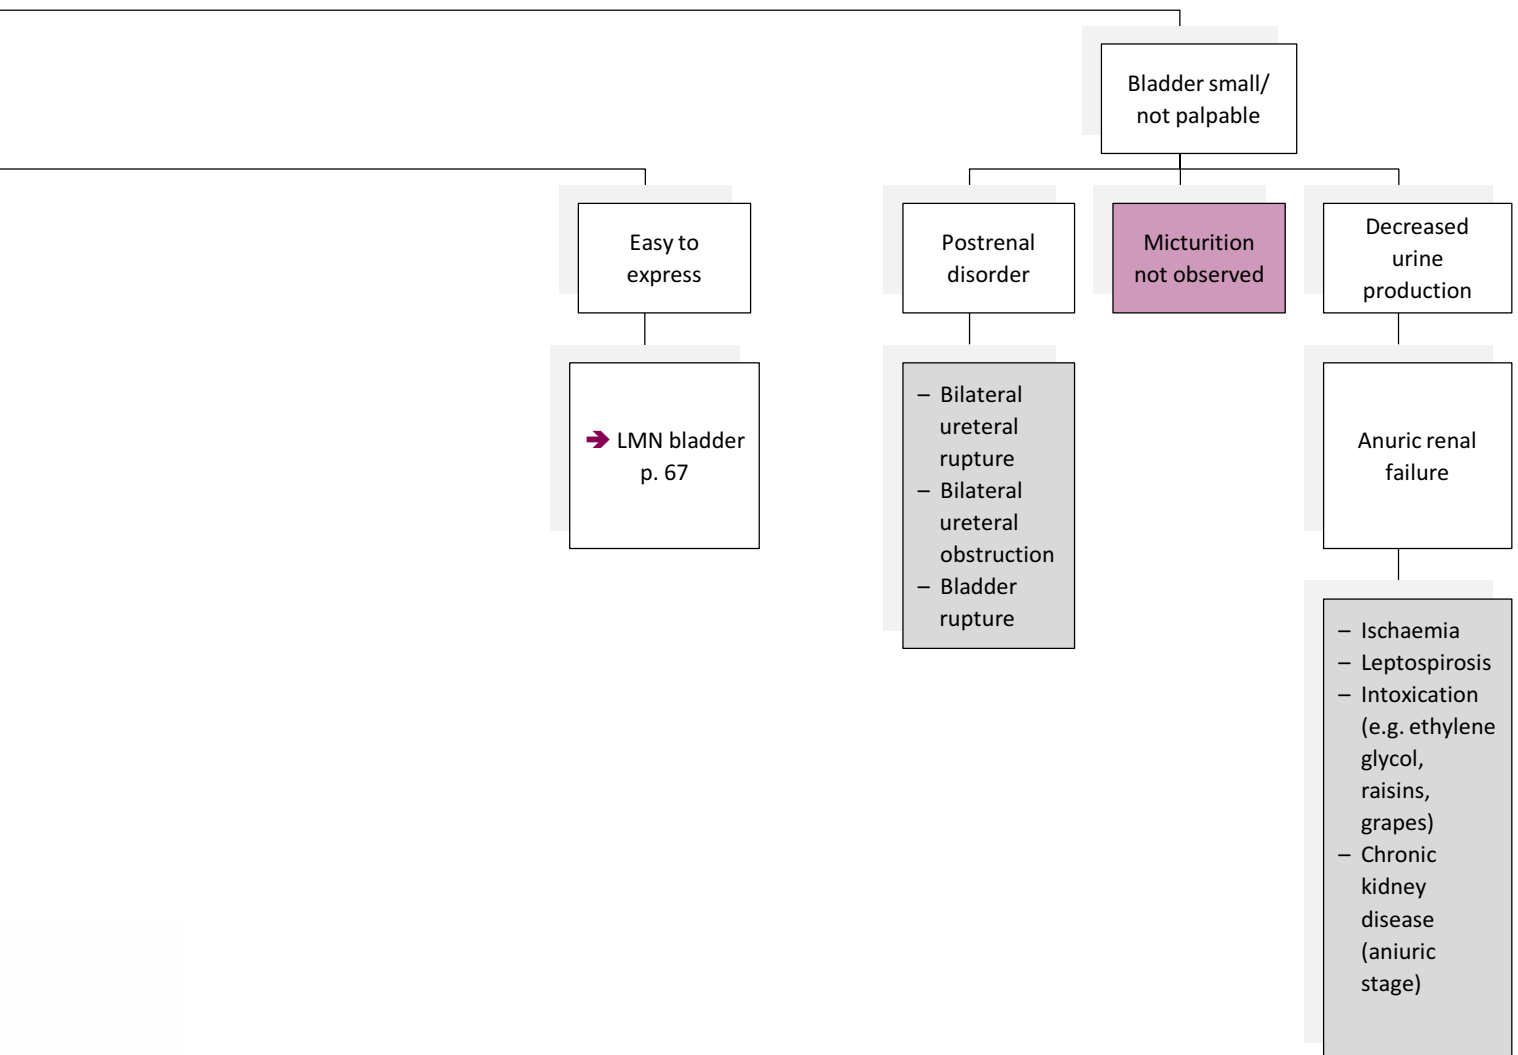 Bladder small/
not palpable
Easy to
express
Postrenal
disorder
Micturition
not observed
Decreased
urine
production
➔ LMN bladder
p. 67
– Bilateral
ureteral
rupture
– Bilateral
ureteral
obstruction
– Bladder
rupture
Anuric renal
failure
– Ischaemia
– Leptospirosis
– Intoxication
(e.g. ethylene
glycol,
raisins,
grapes)
– Chronic
kidney
disease
(aniuric
stage)